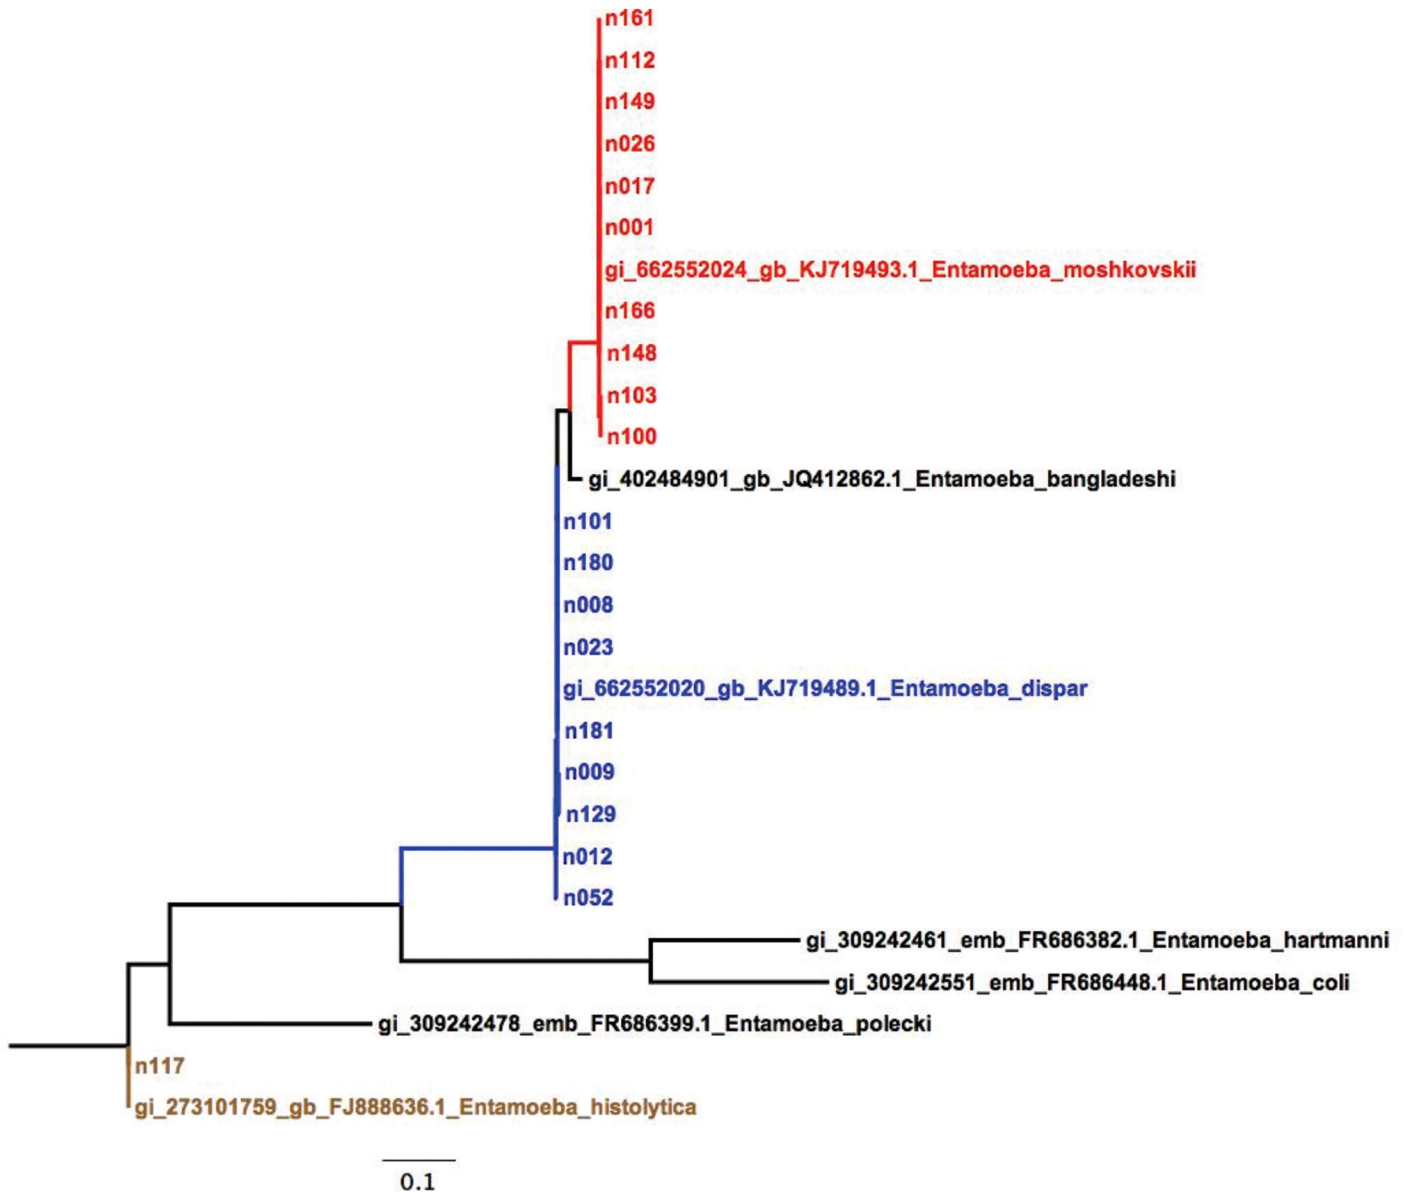 n161
n112
n149
n026
n017
n001
gi_662552024_gb_KJ719493.1_Entamoeba_moshkovskii
n166
n148
n103
n100
gi_402484901_gb_JQ412862.1_Entamoeba_bangladeshi
n101
n180
n008
n023
gi_662552020_gb_KJ719489.1_Entamoeba_dispar
n181
n009
n129
n012
n052
gi_309242461_emb_FR686382.1_Entamoeba_hartmanni
gi_309242551_emb_FR686448.1_Entamoeba_coli
gi_309242478_emb_FR686399.1_Entamoeba_polecki
n117
gi_273101759_gb_FJ888636.1_Entamoeba_histolytica
0.1